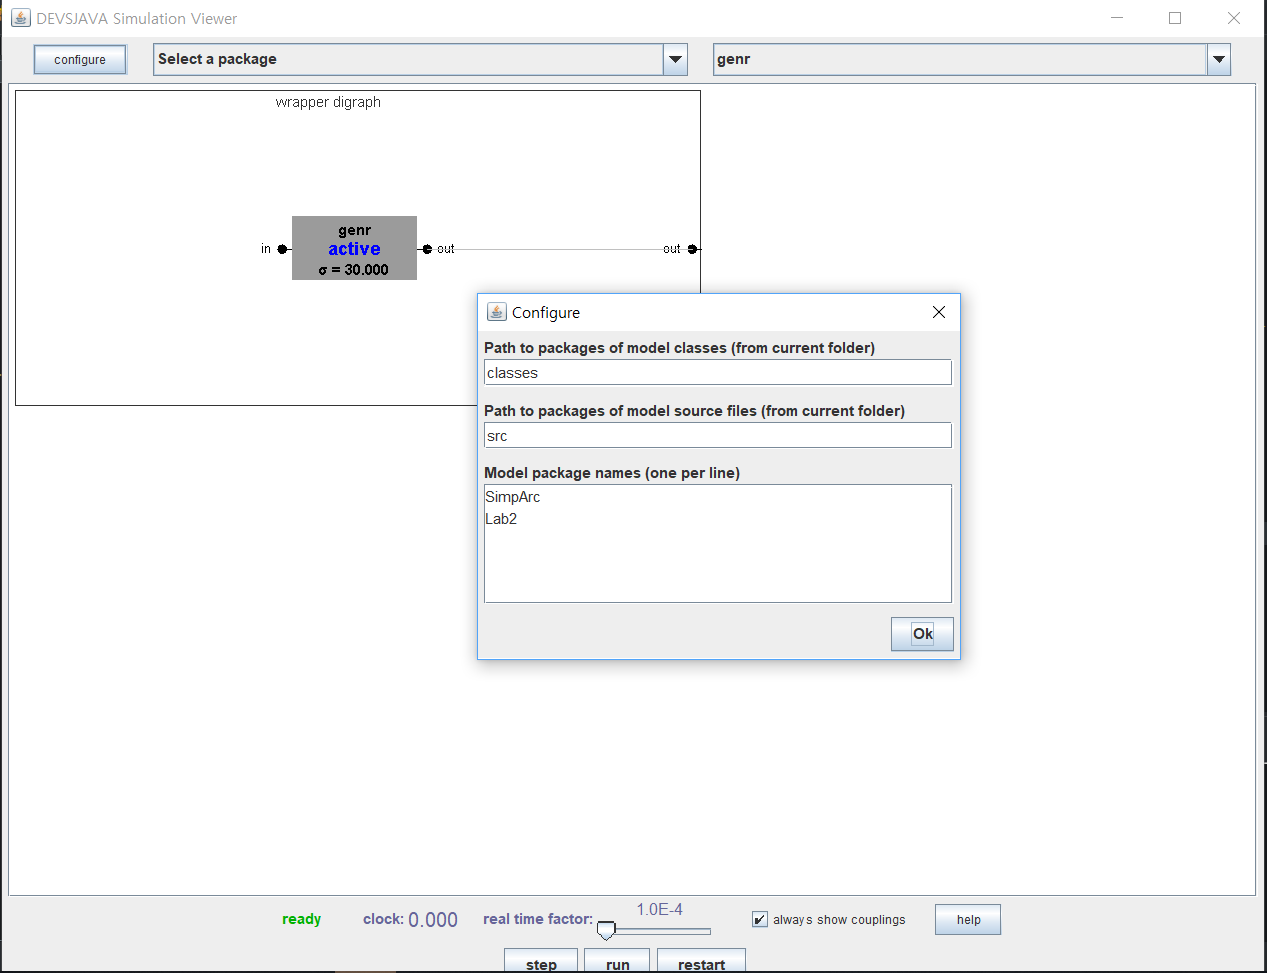 DEVSJAVA Simulation Viewer
configure
Select a package
genr
wrapper digraph
genr
in
active
out
out
σ = 30.000
Configure
Path to packages of model classes (from current folder)
classes
Path to packages of model source files (from current folder)
src
Model package names (one per line)
SimpArc
Lab2
Ok
ready
clock: 0.000
real time factor:
1.0E-4
always show couplings
help
step
run
restart